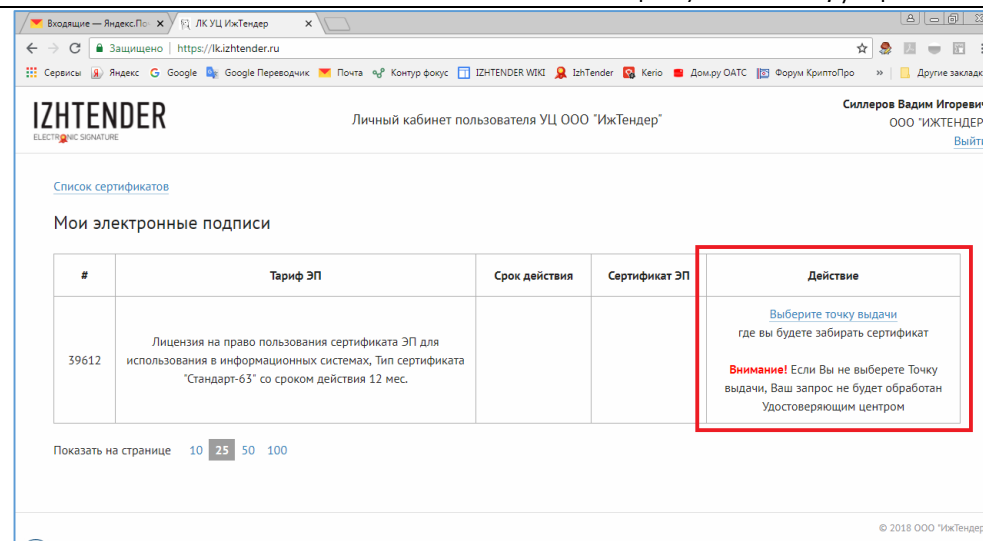 Входящие — Яндекс.По
ЛК УЦ ИжТендер
Защищено | https://lk.izhtender.ru
Сервисы Яндекс Google Google Переводчик Почта Контур фокус IZHTENDER WIKI IzhTender Kerio Дом.ру ОАТС Форум КриптоПро » Другие закладк
IZHTENDER
ELECTRONIC SIGNATURE
Личный кабинет пользователя УЦ ООО "ИжТендер"
Силлеров Вадим Игореви
ООО "ИЖТЕНДЕР
Выйти
Список сертификатов
Мои электронные подписи
# Тариф ЭП Срок действия Сертификат ЭП Действие
39612
Лицензия на право пользования сертификата ЭП для
использования в информационных системах, Тип сертификата
"Стандарт-63" со сроком действия 12 мес.
Выберите точку выдачи
где вы будете забирать сертификат
Внимание! Если Вы не выберете Точку
выдачи, Ваш запрос не будет обработан
Удостоверяющим центром
Показать на странице 10 25 50 100
© 2018 ООО "ИжТендер